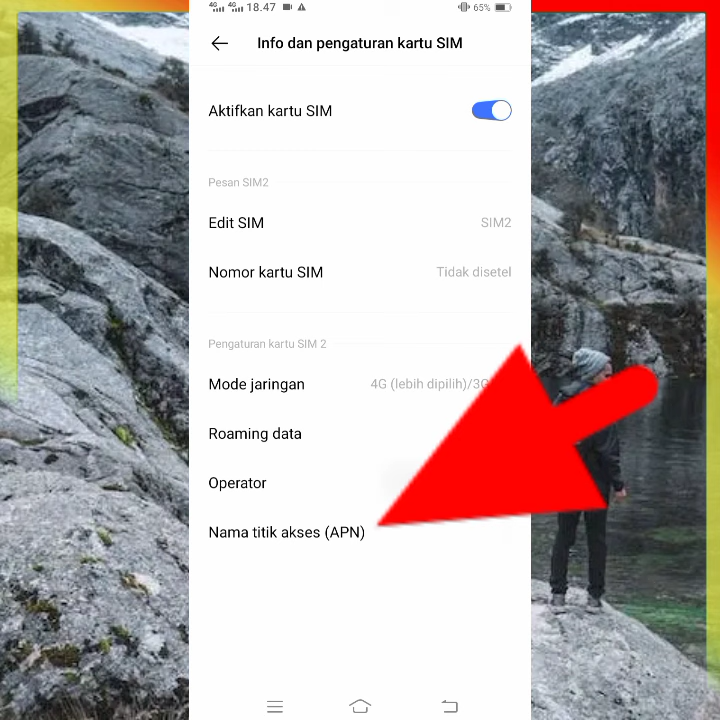 4G 4G 18.47 65%
Info dan pengaturan kartu SIM
Aktifkan kartu SIM
Pesan SIM2
Edit SIM SIM2
Nomor kartu SIM Tidak disetel
Pengaturan kartu SIM 2
Mode jaringan 4G (lebih dipilih)/3G
Roaming data
Operator
Nama titik akses (APN)